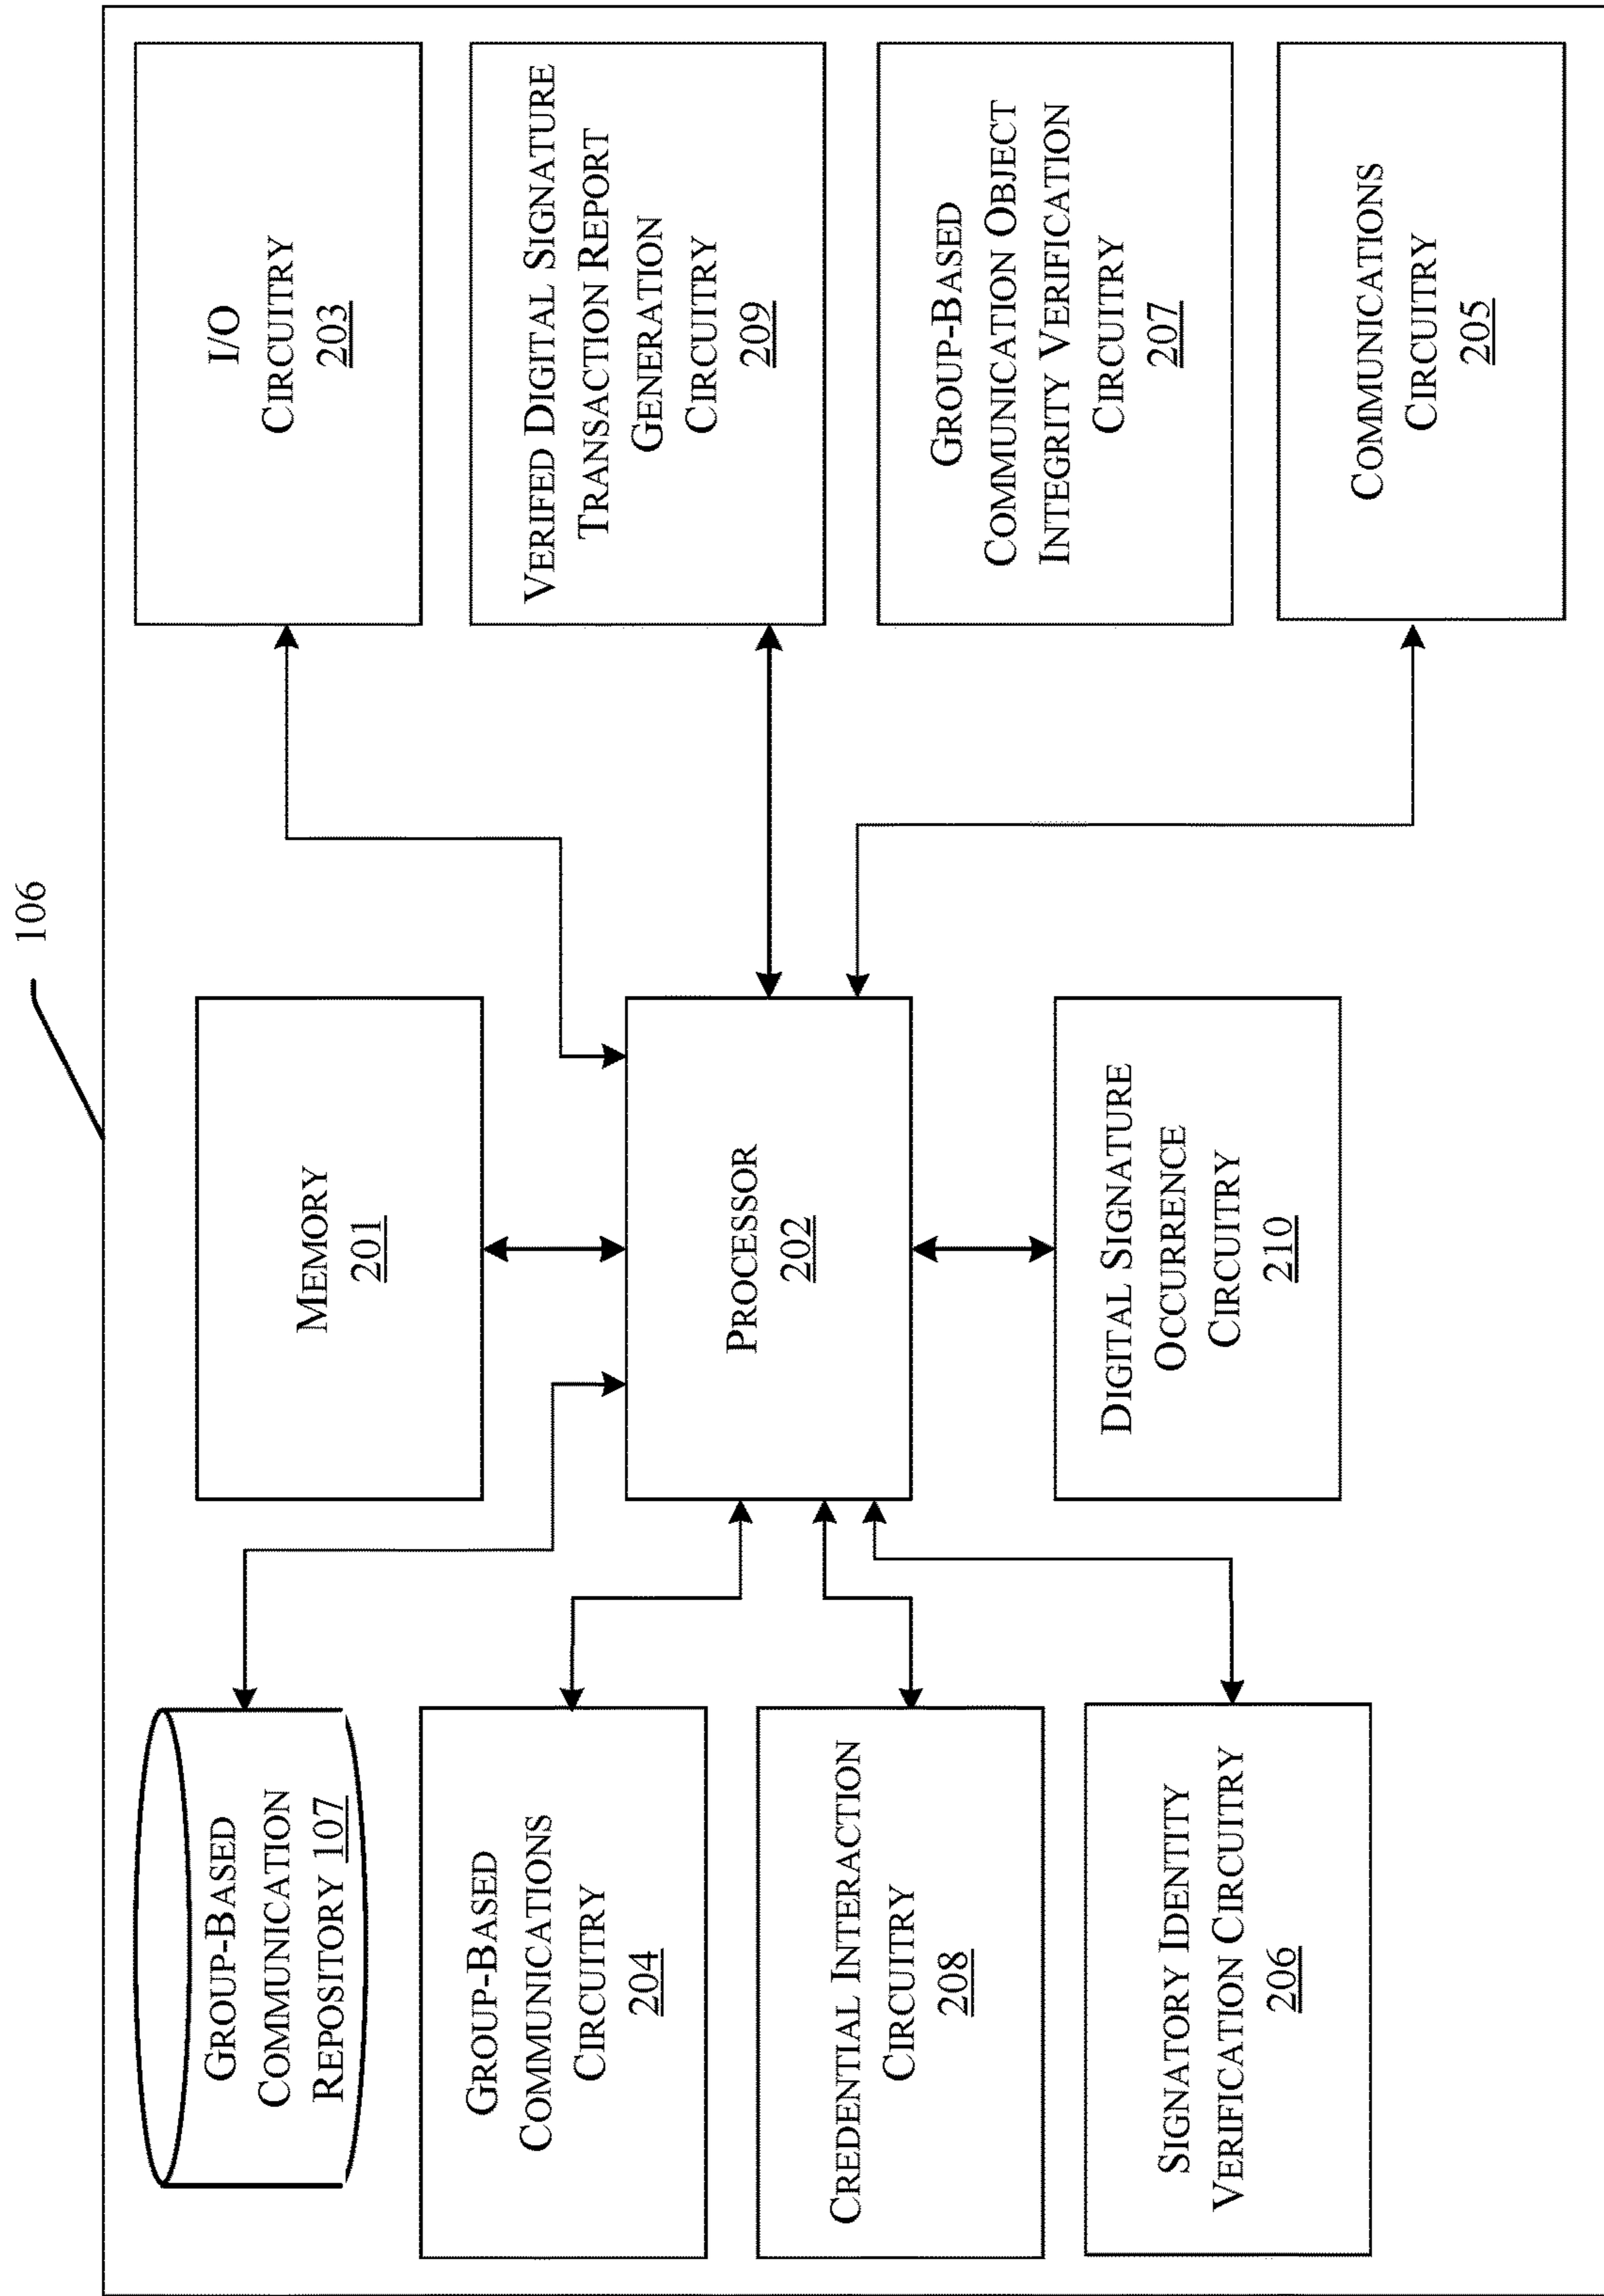 106
GROUP-BASED
COMMUNICATION
REPOSITORY 107
MEMORY
201
I/O
CIRCUITRY
203
GROUP-BASED
COMMUNICATIONS
CIRCUITRY
204
PROCESSOR
202
VERIFED DIGITAL SIGNATURE
TRANSACTION REPORT
GENERATION
CIRCUITRY
209
CREDENTIAL INTERACTION
CIRCUITRY
208
GROUP-BASED
COMMUNICATION OBJECT
INTEGRITY VERIFICATION
CIRCUITRY
207
SIGNATORY IDENTITY
VERIFICATION CIRCUITRY
206
DIGITAL SIGNATURE
OCCURRENCE
CIRCUITRY
210
COMMUNICATIONS
CIRCUITRY
205